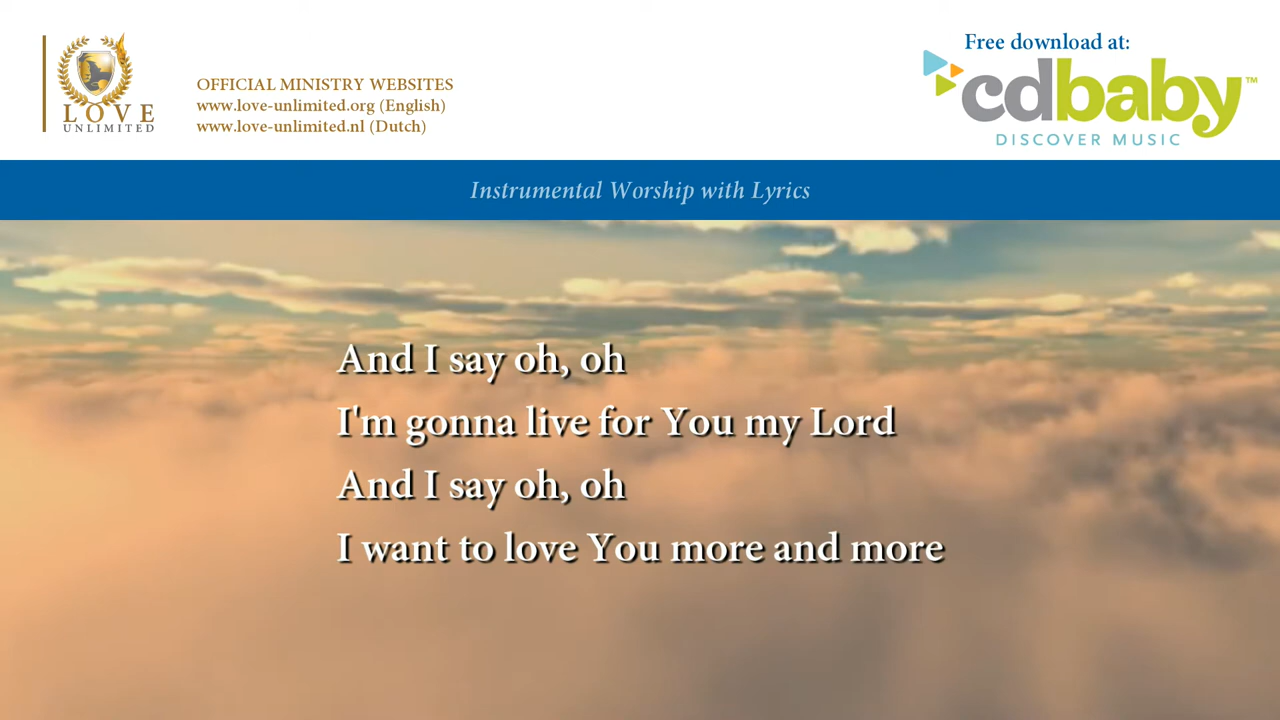 LOVE
UNLIMITED
OFFICIAL MINISTRY WEBSITES
www.love-unlimited.org (English)
www.love-unlimited.nl (Dutch)
Free download at:
cdbaby™
DISCOVER MUSIC
Instrumental Worship with Lyrics
And I say oh, oh
I'm gonna live for You my Lord
And I say oh, oh
I want to love You more and more